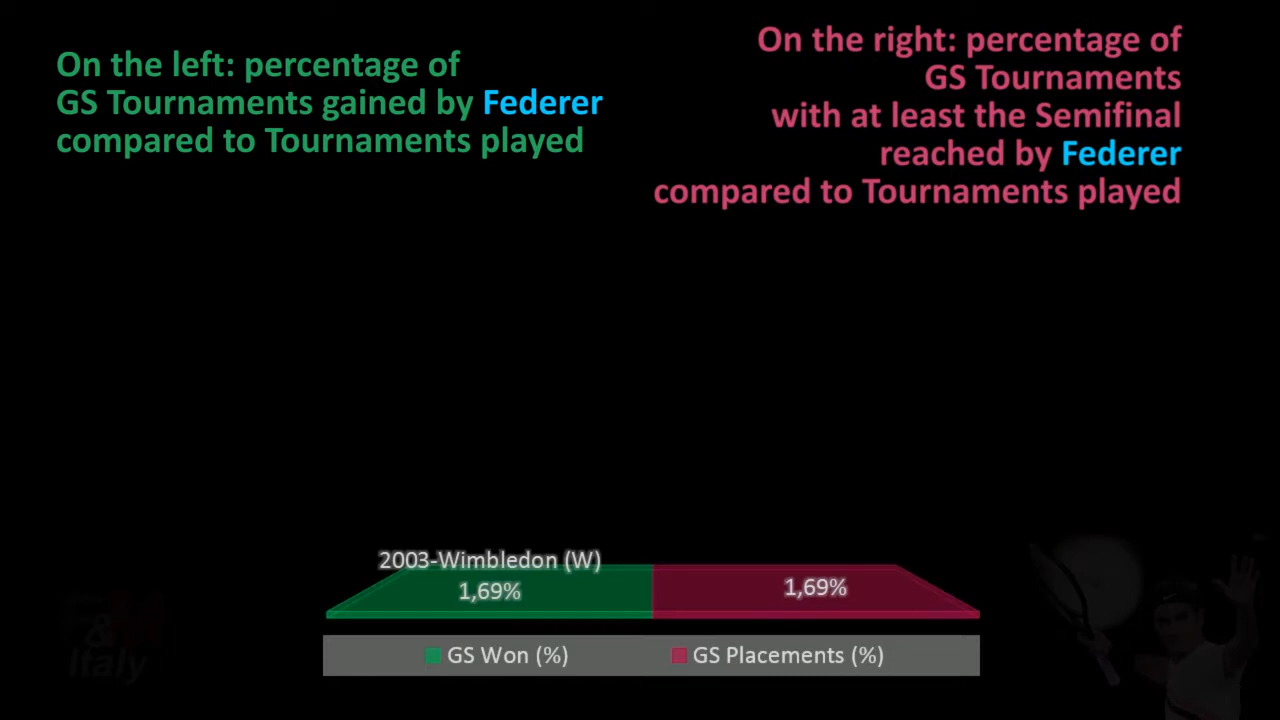 On the left: percentage of
GS Tournaments gained by Federer
compared to Tournaments played
On the right: percentage of
GS Tournaments
with at least the Semifinal
reached by Federer
compared to Tournaments played
2003-Wimbledon (W)
1,69%
1,69%
GS Won (%)
GS Placements (%)
&
Italy